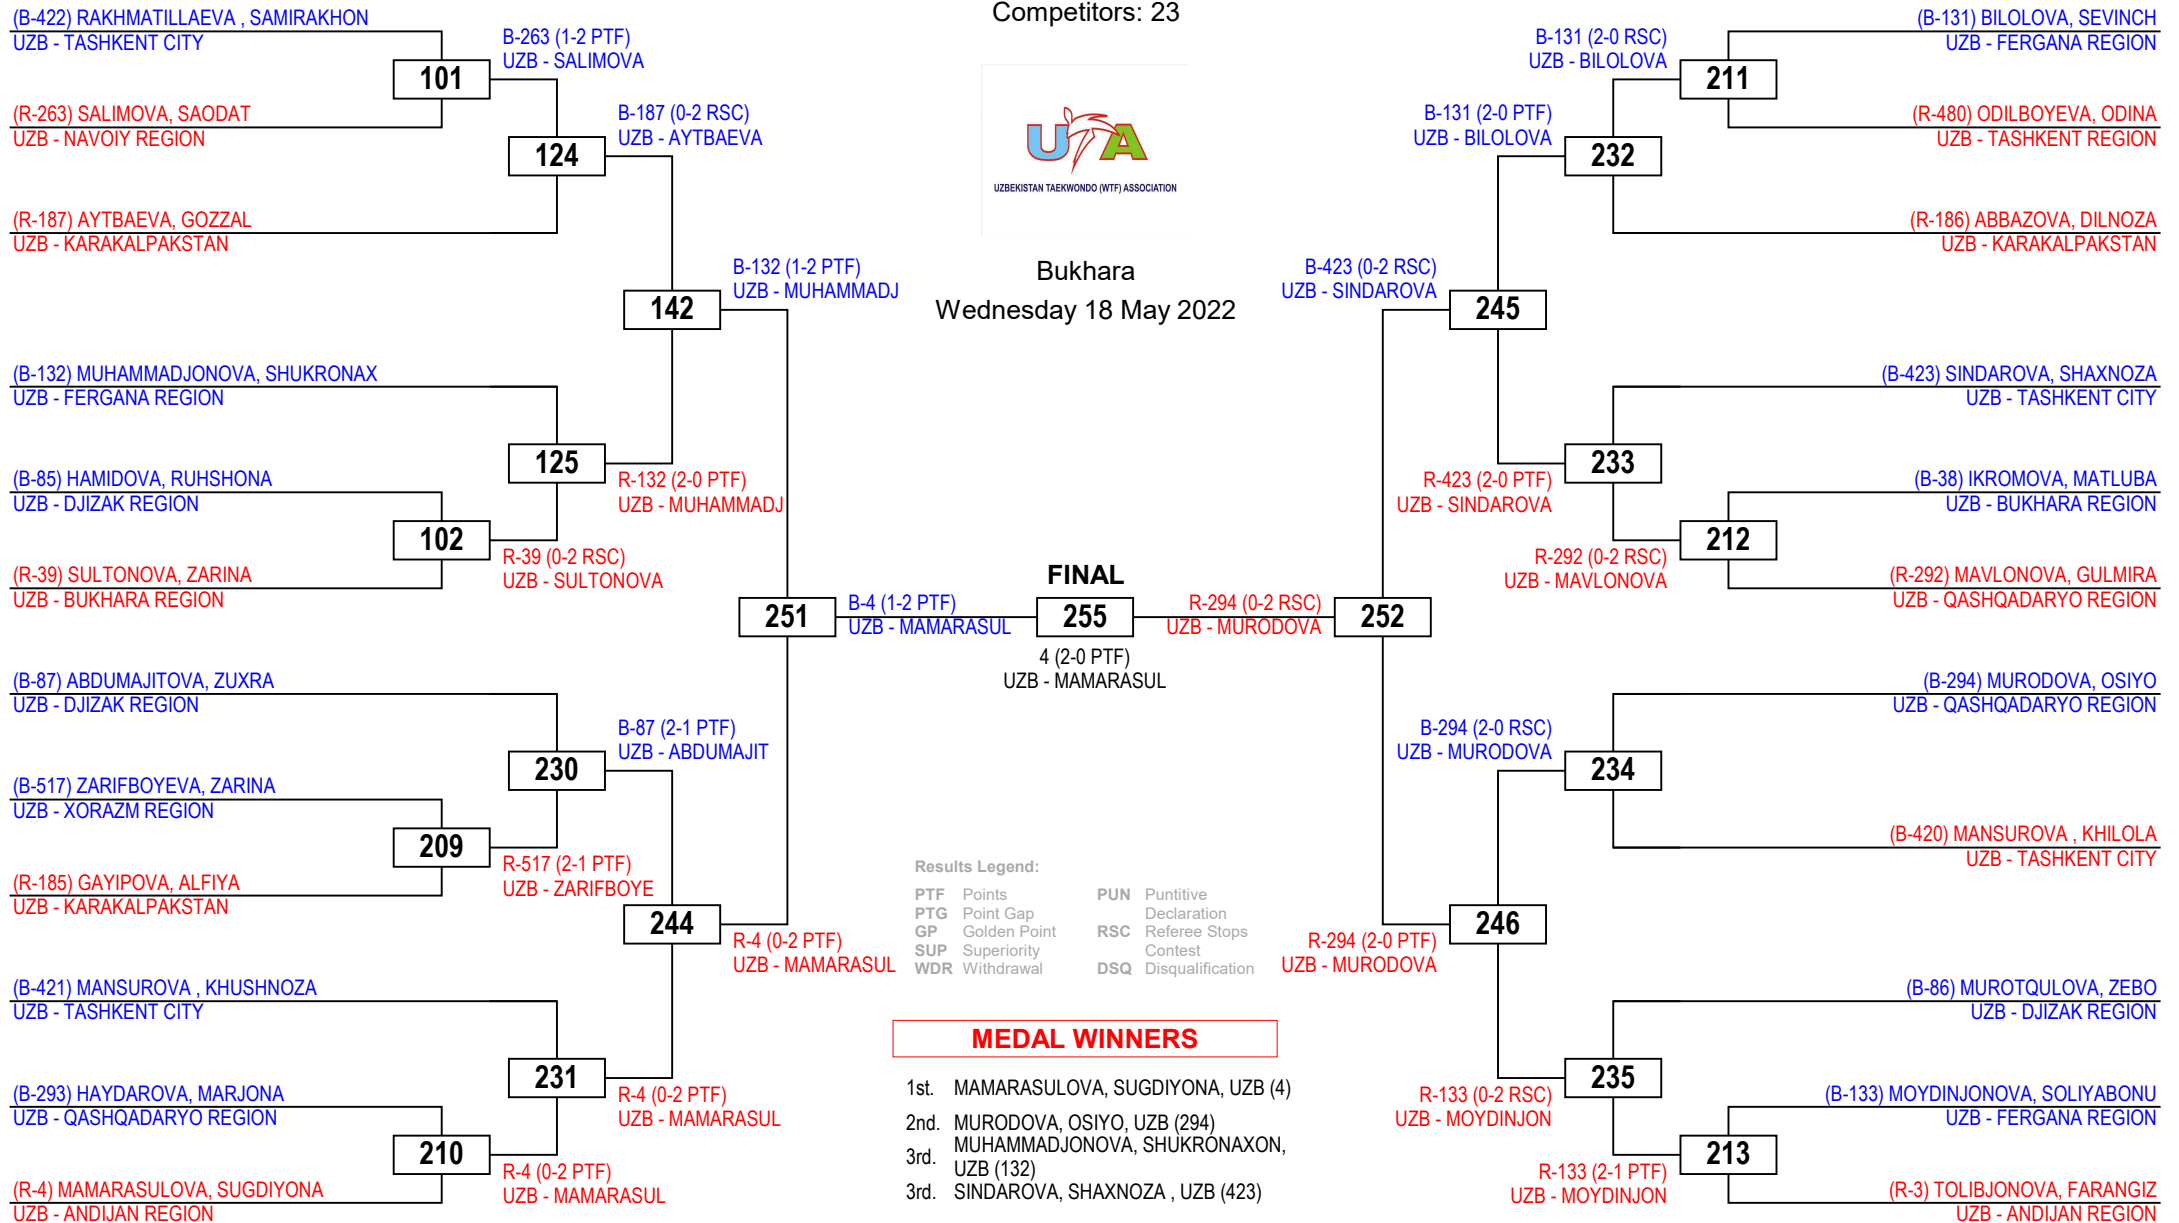 Competitors: 23
UTA
UZBEKISTAN TAEKWONDO (WTF) ASSOCIATION
Bukhara
Wednesday 18 May 2022
(B-422) RAKHMATILLAEVA , SAMIRAKHON
UZB - TASHKENT CITY
(R-263) SALIMOVA, SAODAT
UZB - NAVOIY REGION
(R-187) AYTBAEVA, GOZZAL
UZB - KARAKALPAKSTAN
(B-132) MUHAMMADJONOVA, SHUKRONAX
UZB - FERGANA REGION
(B-85) HAMIDOVA, RUHSHONA
UZB - DJIZAK REGION
(R-39) SULTONOVA, ZARINA
UZB - BUKHARA REGION
(B-87) ABDUMAJITOVA, ZUXRA
UZB - DJIZAK REGION
(B-517) ZARIFBOYEVA, ZARINA
UZB - XORAZM REGION
(R-185) GAYIPOVA, ALFIYA
UZB - KARAKALPAKSTAN
(B-421) MANSUROVA , KHUSHNOZA
UZB - TASHKENT CITY
(B-293) HAYDAROVA, MARJONA
UZB - QASHQADARYO REGION
(R-4) MAMARASULOVA, SUGDIYONA
UZB - ANDIJAN REGION
101
102
209
210
B-263 (1-2 PTF)
UZB - SALIMOVA
R-39 (0-2 RSC)
UZB - SULTONOVA
R-517 (2-1 PTF)
UZB - ZARIFBOYE
R-4 (0-2 PTF)
UZB - MAMARASUL
124
125
230
231
B-187 (0-2 RSC)
UZB - AYTBAEVA
R-132 (2-0 PTF)
UZB - MUHAMMADJ
B-87 (2-1 PTF)
UZB - ABDUMAJIT
R-4 (0-2 PTF)
UZB - MAMARASUL
142
244
B-132 (1-2 PTF)
UZB - MUHAMMADJ
R-4 (0-2 PTF)
UZB - MAMARASUL
251
B-4 (1-2 PTF)
UZB - MAMARASUL
FINAL
255
4 (2-0 PTF)
UZB - MAMARASUL
R-294 (0-2 RSC)
UZB - MURODOVA
252
B-423 (0-2 RSC)
UZB - SINDAROVA
R-294 (2-0 PTF)
UZB - MURODOVA
245
246
B-131 (2-0 PTF)
UZB - BILOLOVA
R-423 (2-0 PTF)
UZB - SINDAROVA
B-294 (2-0 RSC)
UZB - MURODOVA
R-133 (0-2 RSC)
UZB - MOYDINJON
232
233
234
235
B-131 (2-0 RSC)
UZB - BILOLOVA
R-292 (0-2 RSC)
UZB - MAVLONOVA
R-133 (2-1 PTF)
UZB - MOYDINJON
211
212
213
(B-131) BILOLOVA, SEVINCH
UZB - FERGANA REGION
(R-480) ODILBOYEVA, ODINA
UZB - TASHKENT REGION
(R-186) ABBAZOVA, DILNOZA
UZB - KARAKALPAKSTAN
(B-423) SINDAROVA, SHAXNOZA
UZB - TASHKENT CITY
(B-38) IKROMOVA, MATLUBA
UZB - BUKHARA REGION
(R-292) MAVLONOVA, GULMIRA
UZB - QASHQADARYO REGION
(B-294) MURODOVA, OSIYO
UZB - QASHQADARYO REGION
(B-420) MANSUROVA , KHILOLA
UZB - TASHKENT CITY
(B-86) MUROTQULOVA, ZEBO
UZB - DJIZAK REGION
(B-133) MOYDINJONOVA, SOLIYABONU
UZB - FERGANA REGION
(R-3) TOLIBJONOVA, FARANGIZ
UZB - ANDIJAN REGION
Results Legend:
PTF Points
PTG Point Gap
GP Golden Point
SUP Superiority
WDR Withdrawal
PUN Puntitive
Declaration
RSC Referee Stops
Contest
DSQ Disqualification
MEDAL WINNERS
1st. MAMARASULOVA, SUGDIYONA, UZB (4)
2nd. MURODOVA, OSIYO, UZB (294)
3rd. MUHAMMADJONOVA, SHUKRONAXON,
UZB (132)
3rd. SINDAROVA, SHAXNOZA , UZB (423)